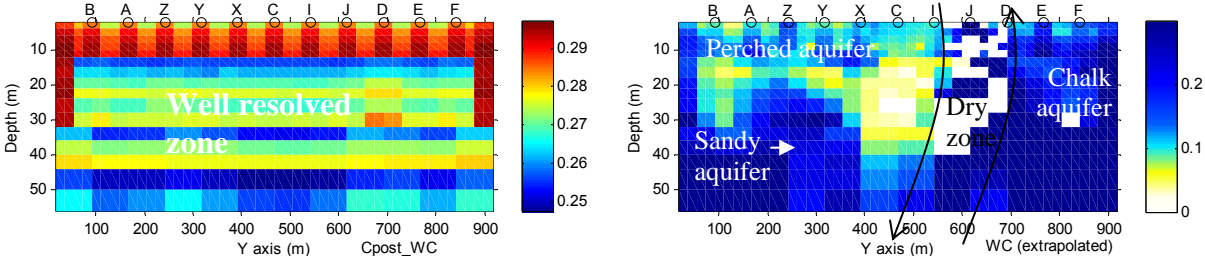 B A Z Y X C I J D E F
10
20
30
40
50
Depth (m)
Well resolved
zone
100 200 300 400 500 600 700 800 900
Y axis (m) Cpost_WC
0.29
0.28
0.27
0.26
0.25
B A Z Y X C I J D E F
10
20
30
40
50
Depth (m)
Perched aquifer
Chalk
aquifer
Dry
zone
Sandy
aquifer
100 200 300 400 500 600 700 800 900
Y axis (m) WC (extrapolated)
0.2
0.1
0